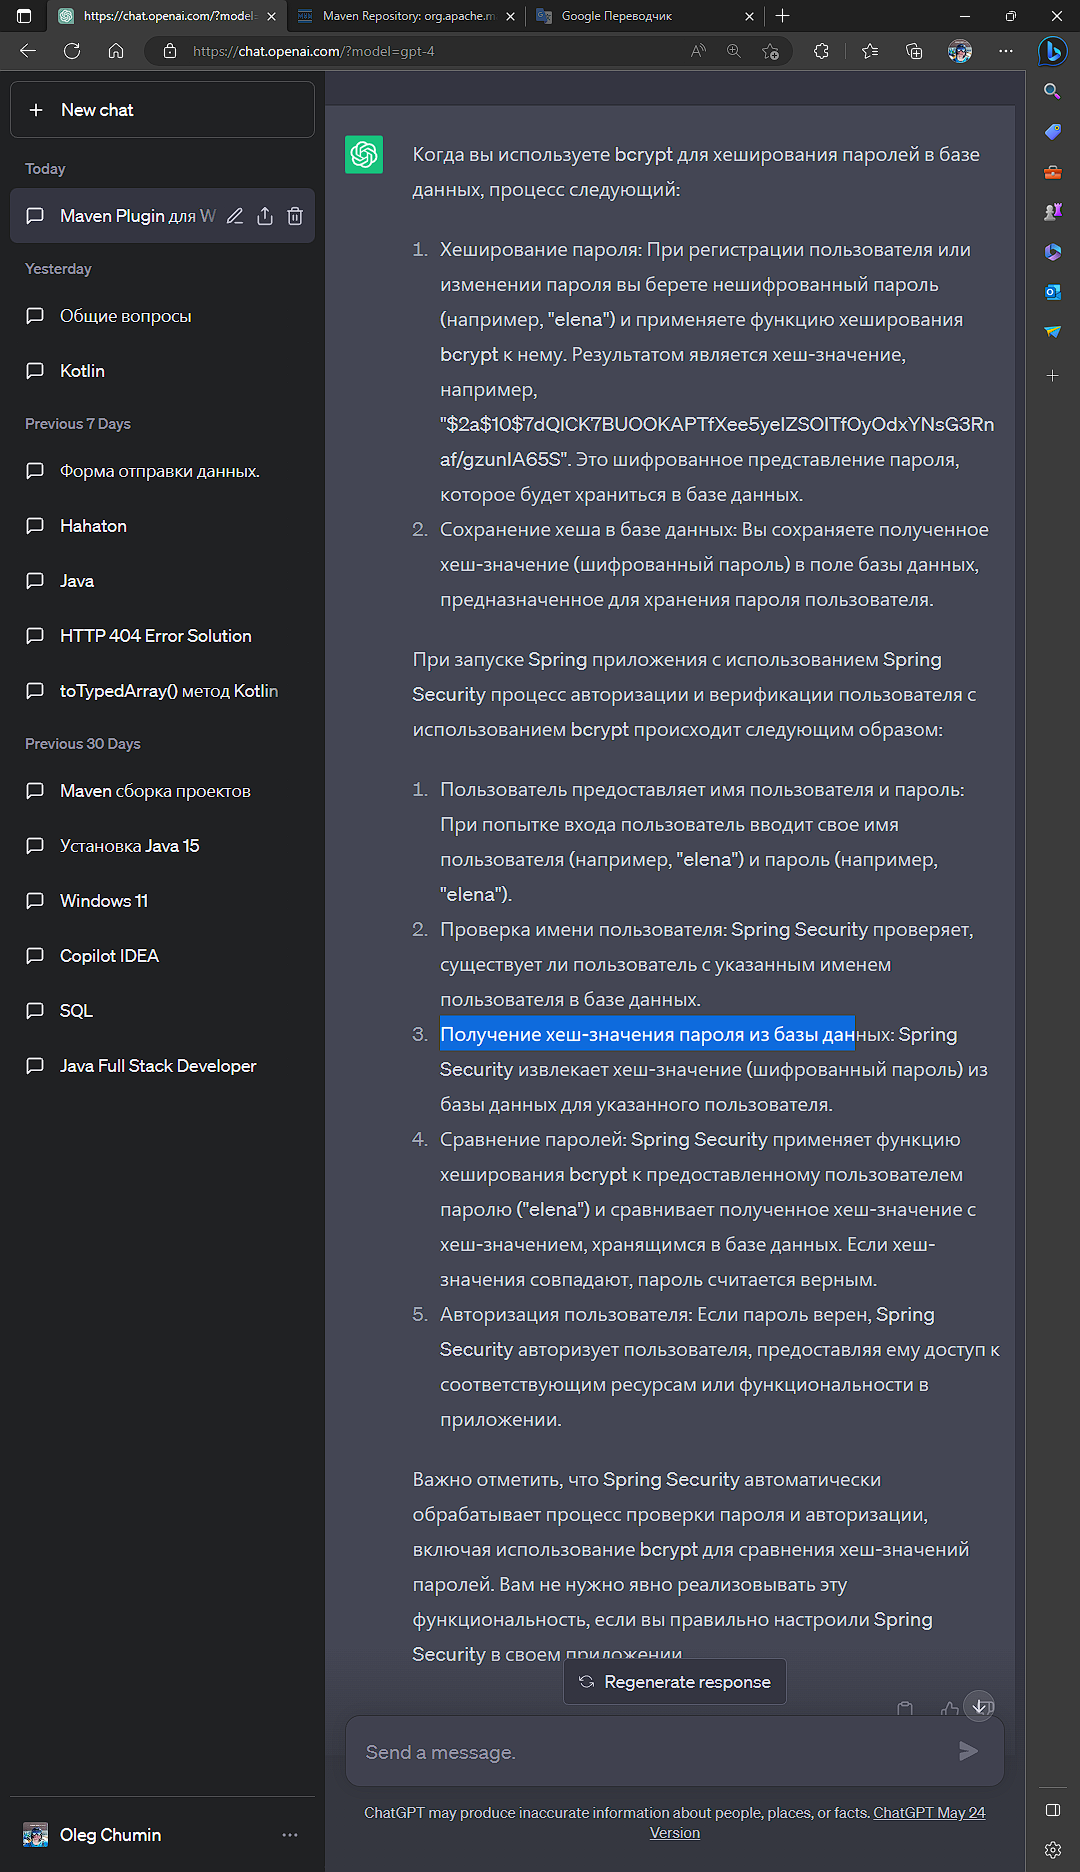 https://chat.openai.com/?model=
Maven Repository: org.apache.m
Google Переводчик
https://chat.openai.com/?model=gpt-4
New chat
Today
Maven Plugin для W
Yesterday
Общие вопросы
Kotlin
Previous 7 Days
Форма отправки данных.
Hahaton
Java
HTTP 404 Error Solution
toTypedArray() метод Kotlin
Previous 30 Days
Maven сборка проектов
Установка Java 15
Windows 11
Copilot IDEA
SQL
Java Full Stack Developer
Oleg Chumin
Когда вы используете bcrypt для хеширования паролей в базе
данных, процесс следующий:
1. Хеширование пароля: При регистрации пользователя или
изменении пароля вы берете нешифрованный пароль
(например, "elena") и применяете функцию хеширования
bcrypt к нему. Результатом является хеш-значение,
например,
"$2a$10$7dQICK7BUOOKAPTfXee5yeIZSOITfOyOdxYNsG3Rn
af/gzunIA65S". Это шифрованное представление пароля,
которое будет храниться в базе данных.
2. Сохранение хеша в базе данных: Вы сохраняете полученное
хеш-значение (шифрованный пароль) в поле базы данных,
предназначенное для хранения пароля пользователя.
При запуске Spring приложения с использованием Spring
Security процесс авторизации и верификации пользователя с
использованием bcrypt происходит следующим образом:
1. Пользователь предоставляет имя пользователя и пароль:
При попытке входа пользователь вводит свое имя
пользователя (например, "elena") и пароль (например,
"elena").
2. Проверка имени пользователя: Spring Security проверяет,
существует ли пользователь с указанным именем
пользователя в базе данных.
3. Получение хеш-значения пароля из базы данных: Spring
Security извлекает хеш-значение (шифрованный пароль) из
базы данных для указанного пользователя.
4. Сравнение паролей: Spring Security применяет функцию
хеширования bcrypt к предоставленному пользователем
паролю ("elena") и сравнивает полученное хеш-значение с
хеш-значением, хранящимся в базе данных. Если хеш-
значения совпадают, пароль считается верным.
5. Авторизация пользователя: Если пароль верен, Spring
Security авторизует пользователя, предоставляя ему доступ к
соответствующим ресурсам или функциональности в
приложении.
Важно отметить, что Spring Security автоматически
обрабатывает процесс проверки пароля и авторизации,
включая использование bcrypt для сравнения хеш-значений
паролей. Вам не нужно явно реализовывать эту
функциональность, если вы правильно настроили Spring
Security в своем приложении
Regenerate response
Send a message.
ChatGPT may produce inaccurate information about people, places, or facts. ChatGPT May 24
Version